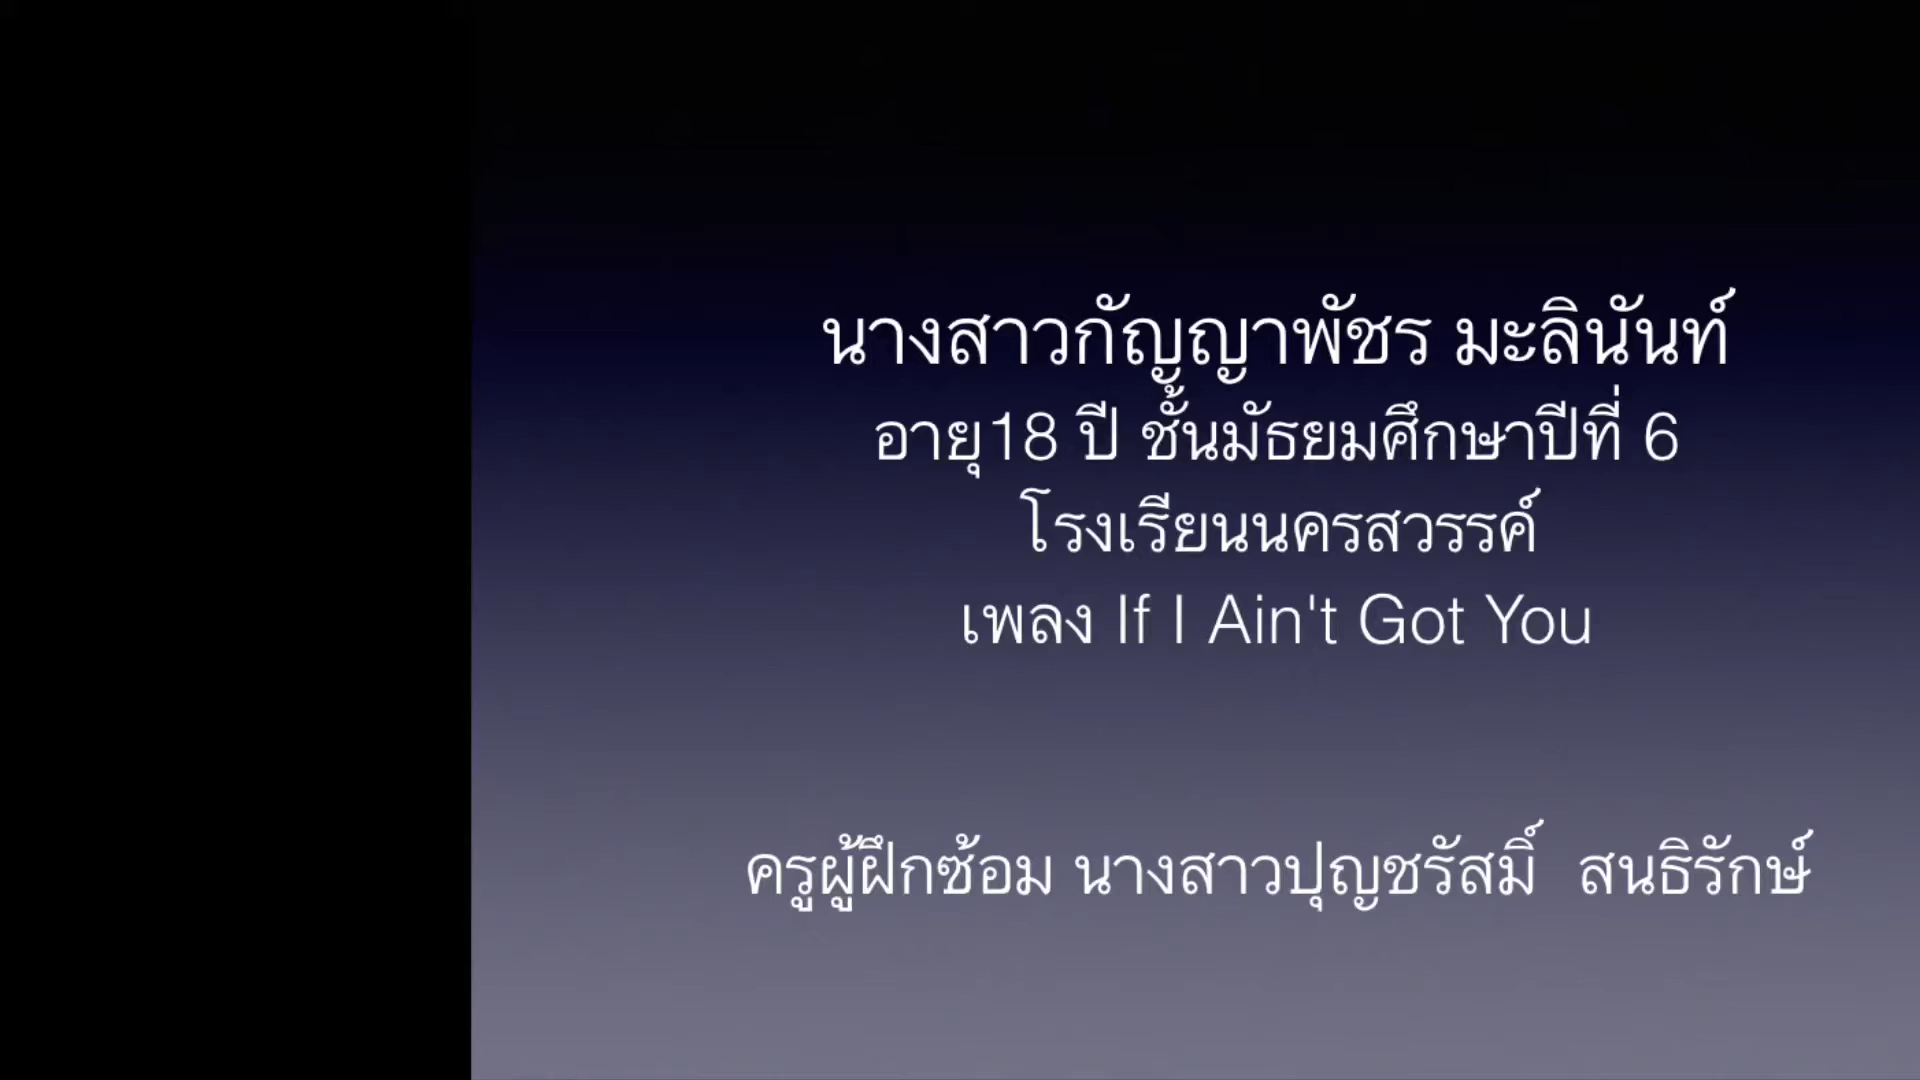 นางสาวกัญญาพัชร มะลินันท์
อายุ18 ปี ชั้นมัธยมศึกษาปีที่ 6
โรงเรียนนครสวรรค์
เพลง If I Ain't Got You
ครูผู้ฝึกซ้อม นางสาวปุญชรัสมิ์  สนธิรักษ์